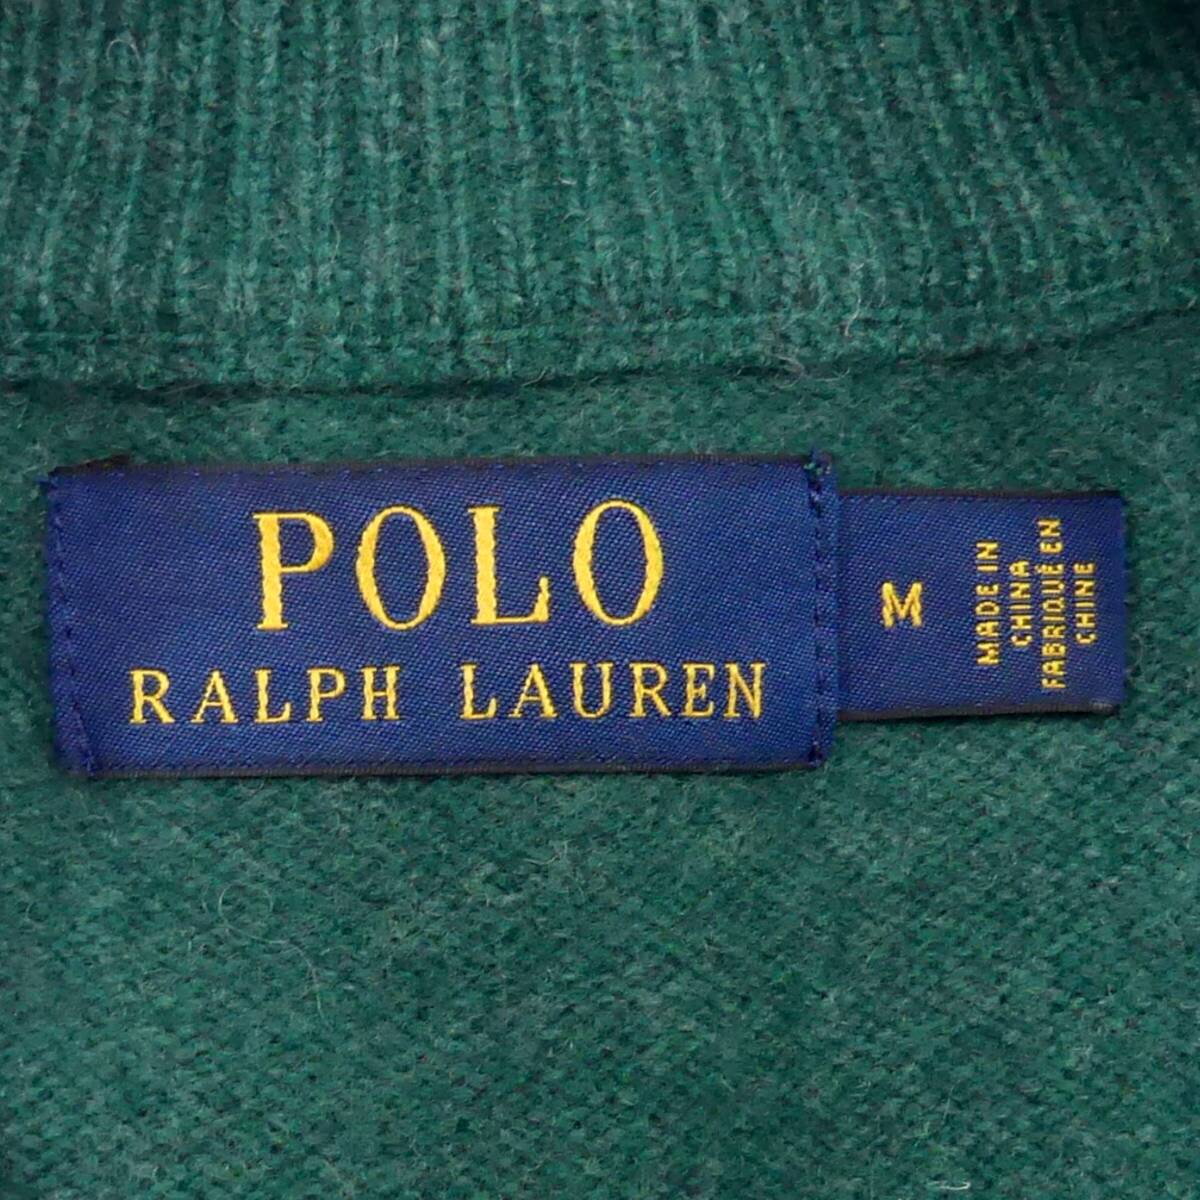 POLO
RALPH LAUREN
M
MADE IN
CHINA
FABRIQUÉ EN
CHINE